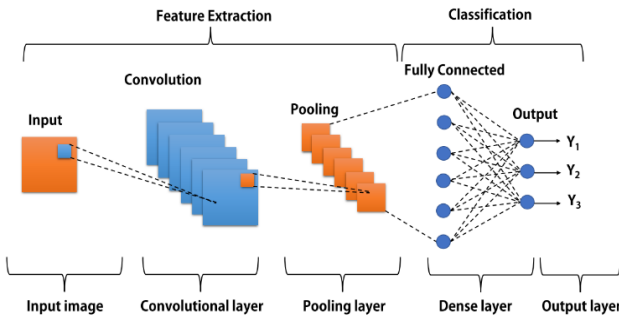 Feature Extraction
Classification
Convolution
Fully Connected
Input
Pooling
Output
Y1
Y2
Y3
Input image
Convolutional layer
Pooling layer
Dense layer
Output layer